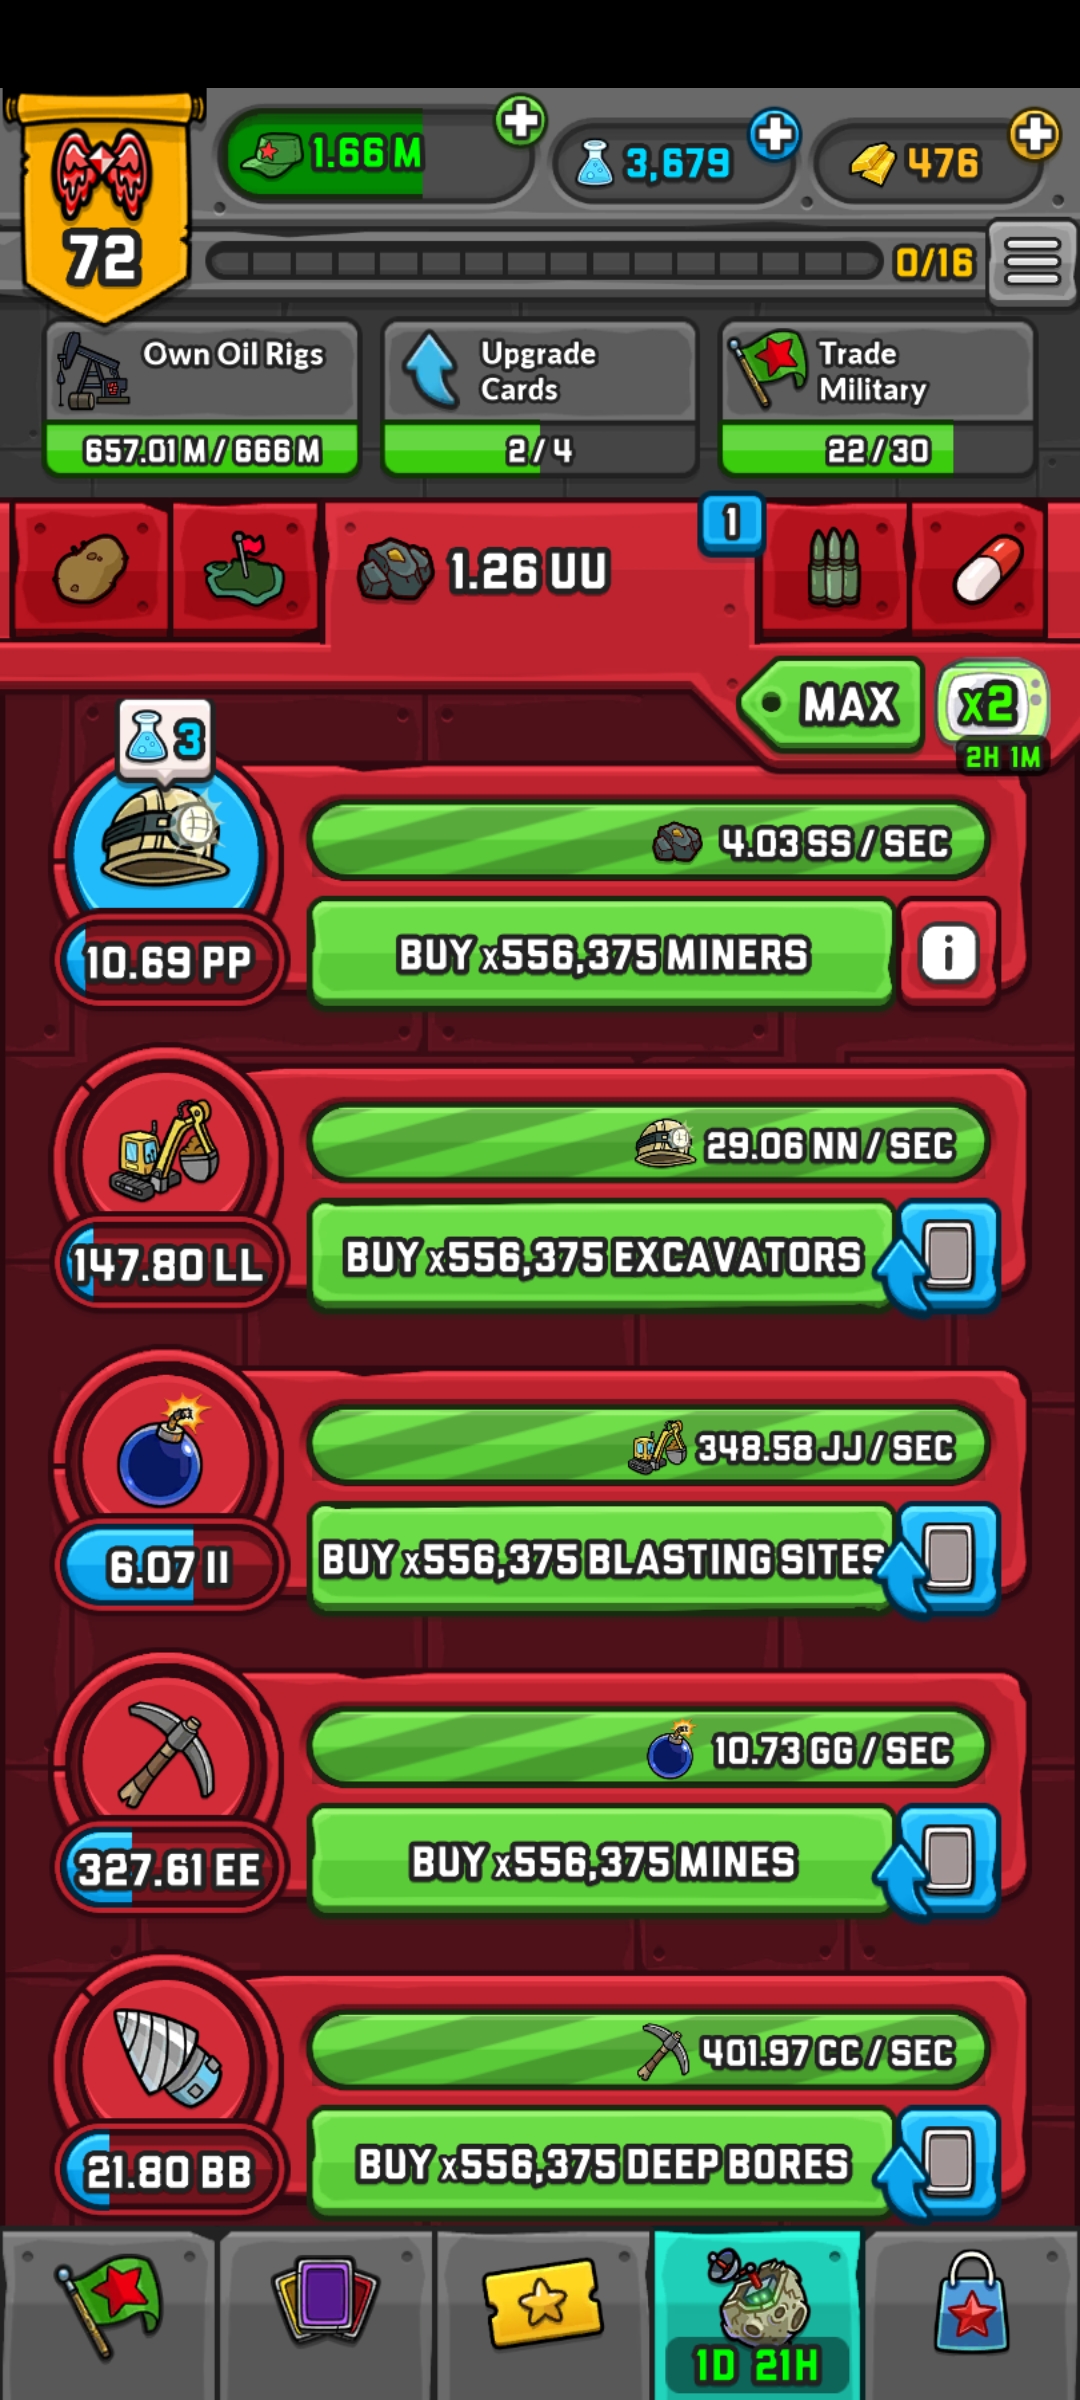 1.66 M
3,679
476
72
0/16
Own Oil Rigs
657.01 M / 666 M
Upgrade
Cards
2 / 4
Trade
Military
22 / 30
1.26 UU
1
MAX
x2
2H 1M
3
4.03 SS / SEC
10.69 PP
BUY x556,375 MINERS
i
29.06 NN / SEC
147.80 LL
BUY x556,375 EXCAVATORS
348.58 JJ / SEC
6.07 II
BUY x556,375 BLASTING SITES
10.73 GG / SEC
327.61 EE
BUY x556,375 MINES
401.97 CC / SEC
21.80 BB
BUY x556,375 DEEP BORES
1D 21H